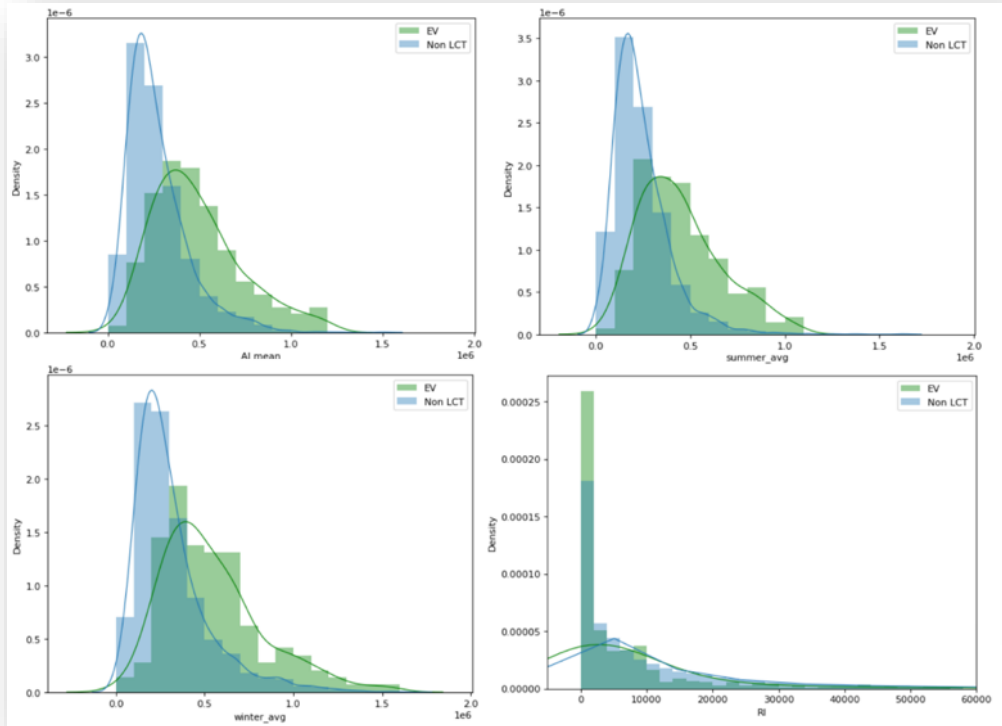 1e−6
3.0
2.5
2.0
1.5
1.0
0.5
0.0
Density
0.0 0.5 1.0 1.5 2.0
1e6
AI mean
EV
Non LCT
1e−6
3.5
3.0
2.5
2.0
1.5
1.0
0.5
0.0
Density
0.0 0.5 1.0 1.5 2.0
1e6
summer_avg
EV
Non LCT
1e−6
2.5
2.0
1.5
1.0
0.5
0.0
Density
0.0 0.5 1.0 1.5 2.0
1e6
winter_avg
EV
Non LCT
0.00025
0.00020
0.00015
0.00010
0.00005
0.00000
Density
0 10000 20000 30000 40000 50000 60000
RI
EV
Non LCT